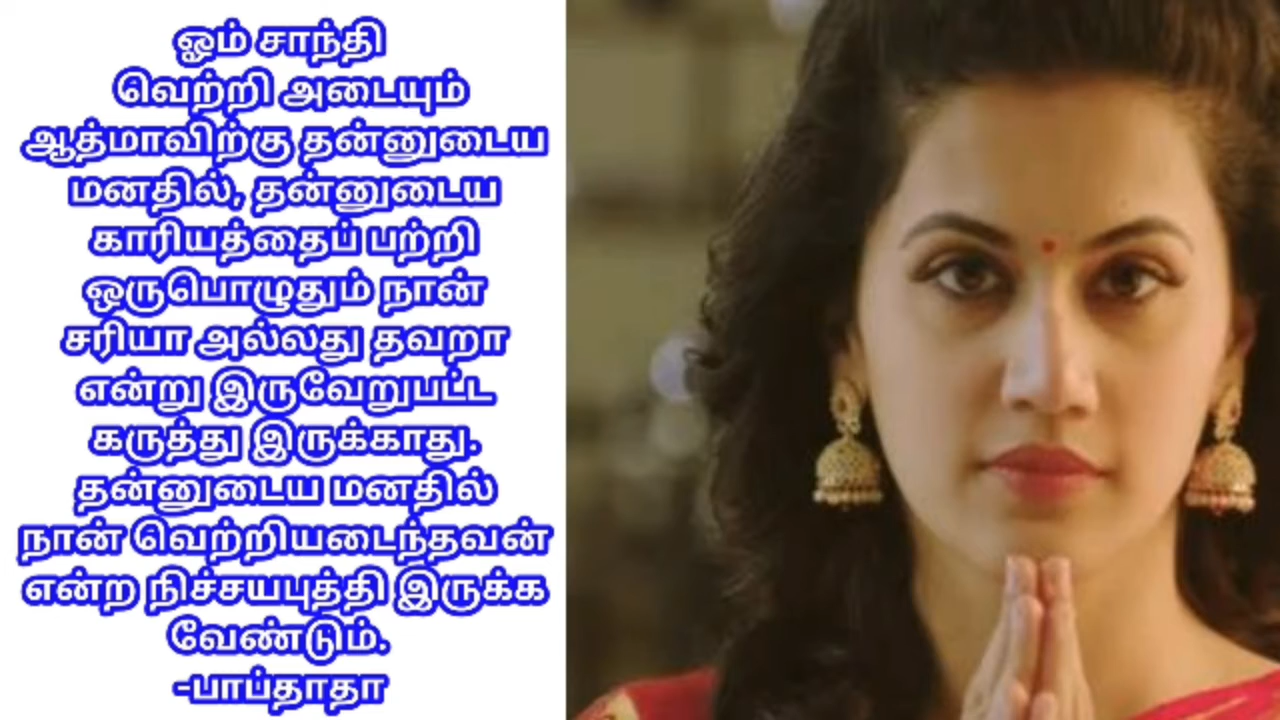 ஓம் சாந்தி
வெற்றி அடையும்
ஆத்மாவிற்கு தன்னுடைய
மனதில், தன்னுடைய
காரியத்தைப் பற்றி
ஒருபொழுதும் நான்
சரியா அல்லது தவறா
என்று இருவேறுபட்ட
கருத்து இருக்காது.
தன்னுடைய மனதில்
நான் வெற்றியடைந்தவன்
என்ற நிச்சயபுத்தி இருக்க
வேண்டும்.
-பாப்தாதா